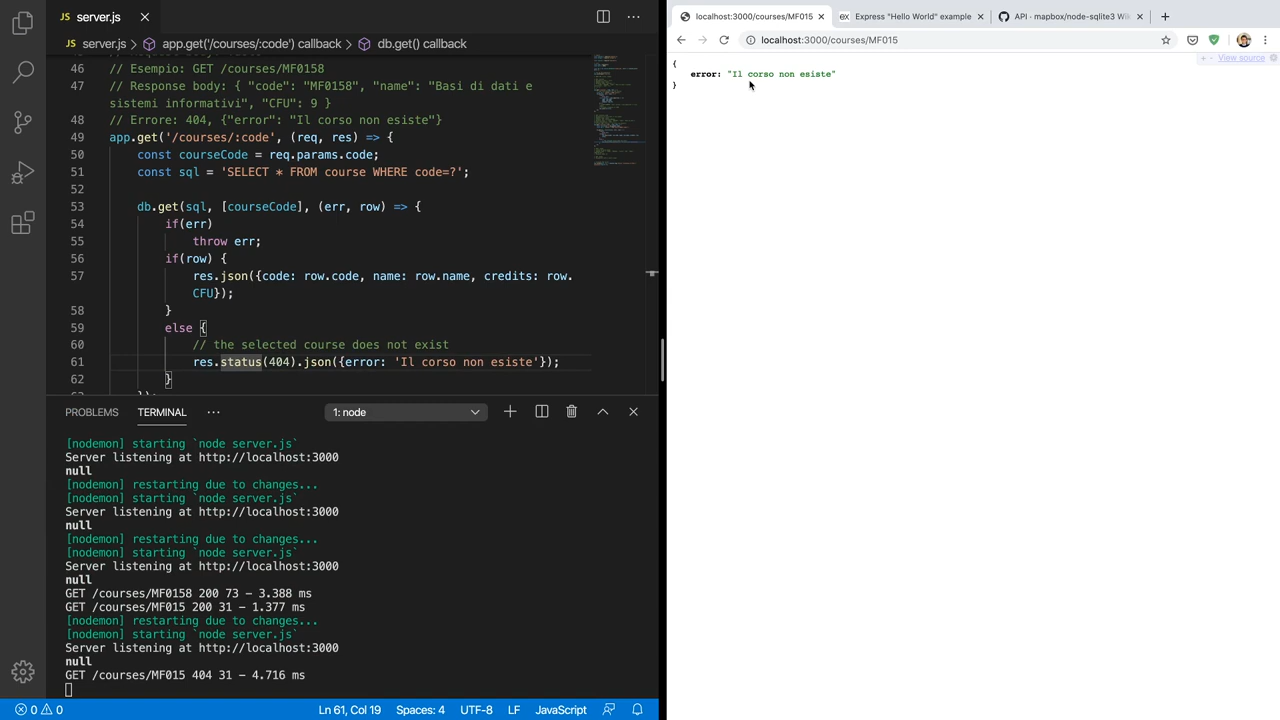 server.js
server.js > app.get('/courses/:code') callback > db.get() callback
46 // Esempio: GET /courses/MF0158
47 // Response body: { "code": "MF0158", "name": "Basi di dati e
sistemi informativi", "CFU": 9 }
48 // Errore: 404, {"error": "Il corso non esiste"}
49 app.get('/courses/:code', (req, res) => {
50 const courseCode = req.params.code;
51 const sql = 'SELECT * FROM course WHERE code=?';
52
53 db.get(sql, [courseCode], (err, row) => {
54 if(err)
55 throw err;
56 if(row) {
57 res.json({code: row.code, name: row.name, credits: row.
CFU});
58 }
59 else {
60 // the selected course does not exist
61 res.status(404).json({error: 'Il corso non esiste'});
62 }
PROBLEMS TERMINAL ··· 1: node
[nodemon] starting `node server.js`
Server listening at http://localhost:3000
null
[nodemon] restarting due to changes...
[nodemon] starting `node server.js`
Server listening at http://localhost:3000
null
[nodemon] restarting due to changes...
[nodemon] starting `node server.js`
Server listening at http://localhost:3000
null
GET /courses/MF0158 200 73 - 3.388 ms
GET /courses/MF015 200 31 - 1.377 ms
[nodemon] restarting due to changes...
[nodemon] starting `node server.js`
Server listening at http://localhost:3000
null
GET /courses/MF015 404 31 - 4.716 ms
0 0 Ln 61, Col 19 Spaces: 4 UTF-8 LF JavaScript
localhost:3000/courses/MF015 Express "Hello World" example API · mapbox/node-sqlite3 Wi
localhost:3000/courses/MF015
+ - View source
{
error: "Il corso non esiste"
}